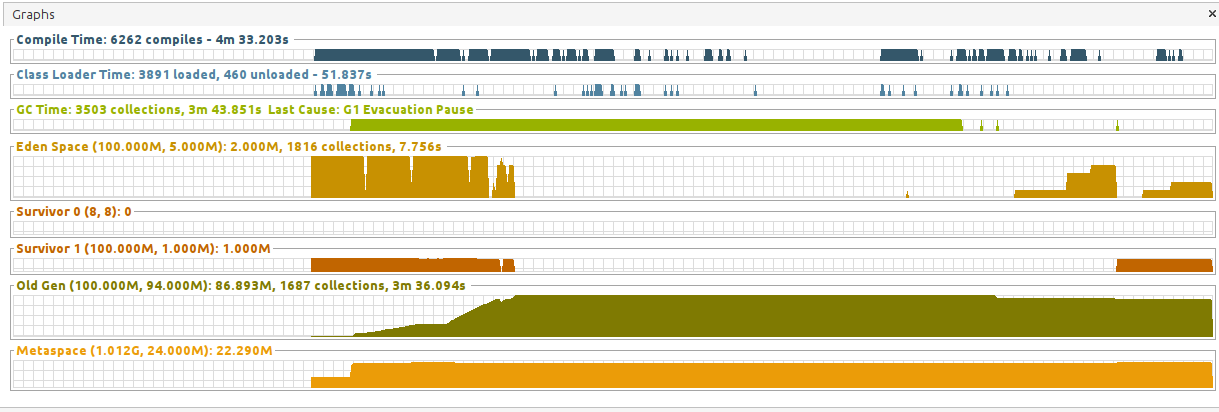 Graphs
Compile Time: 6262 compiles - 4m 33.203s
Class Loader Time: 3891 loaded, 460 unloaded - 51.837s
GC Time: 3503 collections, 3m 43.851s Last Cause: G1 Evacuation Pause
Eden Space (100.000M, 5.000M): 2.000M, 1816 collections, 7.756s
Survivor 0 (8, 8): 0
Survivor 1 (100.000M, 1.000M): 1.000M
Old Gen (100.000M, 94.000M): 86.893M, 1687 collections, 3m 36.094s
Metaspace (1.012G, 24.000M): 22.290M